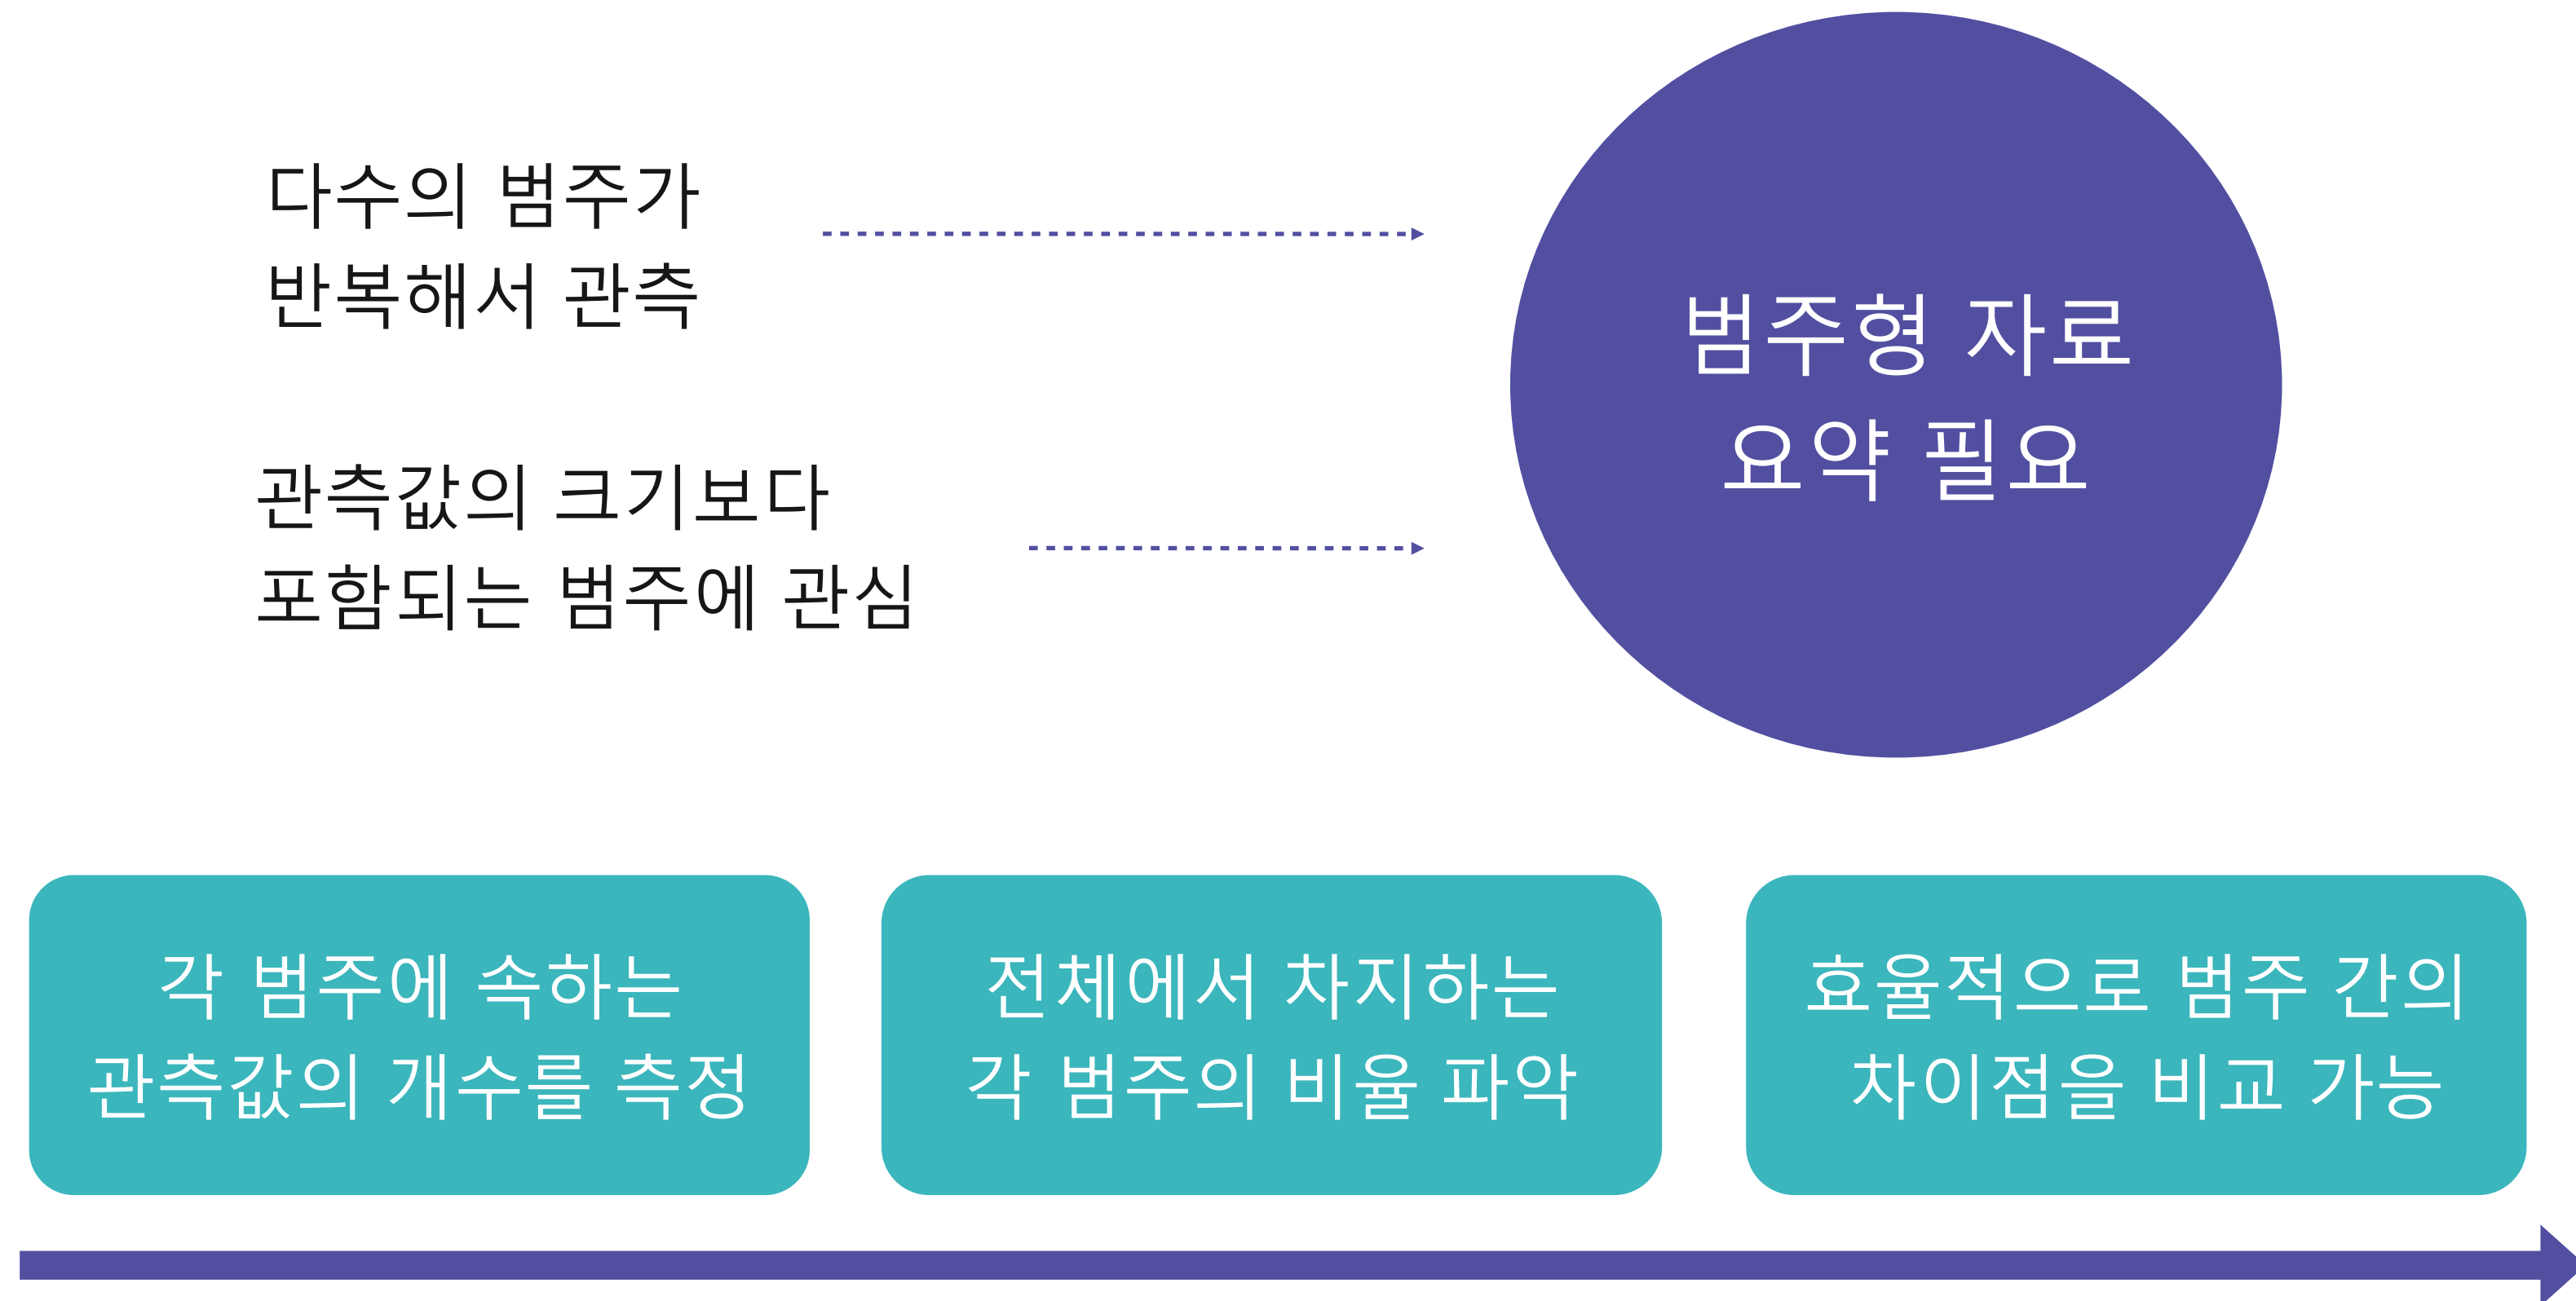 다수의 범주가
반복해서 관측
관측값의 크기보다
포함되는 범주에 관심
범주형 자료
요약 필요
각 범주에 속하는
관측값의 개수를 측정
전체에서 차지하는
각 범주의 비율 파악
효율적으로 범주 간의
차이점을 비교 가능